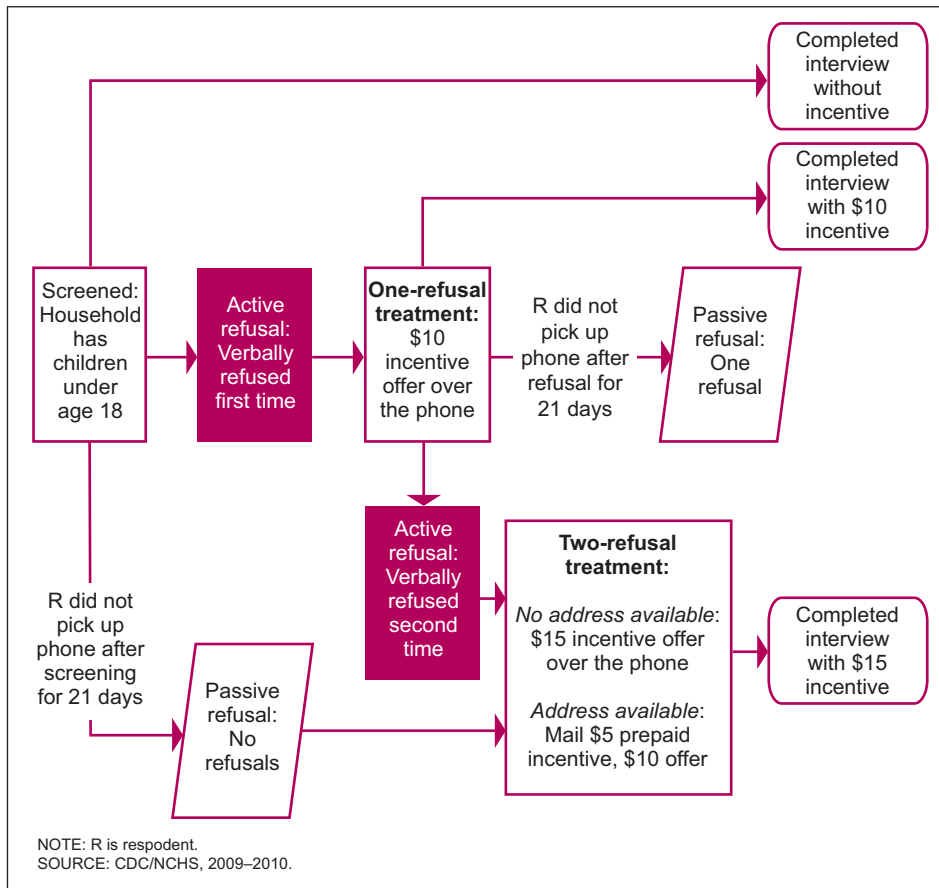 Completed
interview
without
incentive
Completed
interview
with $10
incentive
Screened:
Household
has
children
under
age 18
Active
refusal:
Verbally
refused
first time
One-refusal
treatment:
$10
incentive
offer over
the phone
R did not
pick up
phone after
refusal for
21 days
Passive
refusal:
One
refusal
R did not
pick up
phone after
screening
for 21 days
Passive
refusal:
No
refusals
Active
refusal:
Verbally
refused
second
time
Two-refusal
treatment:
No address available:
$15 incentive offer
over the phone
Address available:
Mail $5 prepaid
incentive, $10 offer
Completed
interview
with $15
incentive
NOTE: R is respodent.
SOURCE: CDC/NCHS, 2009–2010.